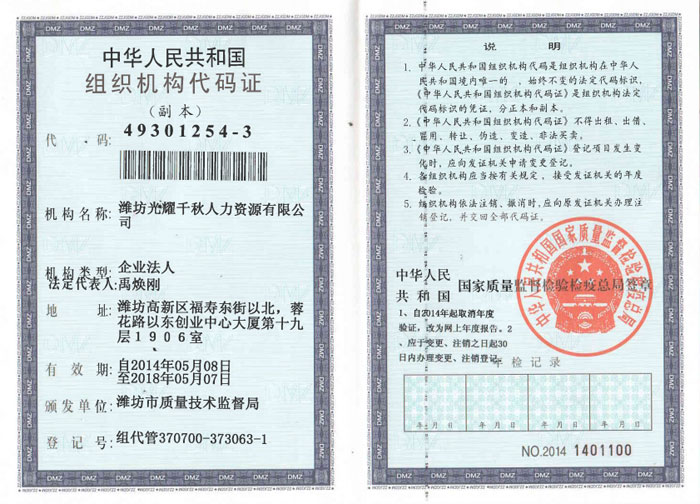 中华人民共和国
组织机构代码证
(副本)
代 码: 49301254-3
机构名称: 潍坊光耀千秋人力资源有限公
司
机构类型: 企业法人
法定代表人: 禹焕刚
地 址: 潍坊高新区福寿东街以北，蓉
花路以东创业中心大厦第十九
层1906室
有 效 期: 自2014年05月08日
至2018年05月07日
颁发单位: 潍坊市质量技术监督局
登 记 号: 组代管370700-373063-1
说 明
1. 中华人民共和国组织机构代码是组织机构在中华人
民共和国境内唯一的、始终不变的法定代码标识，
《中华人民共和国组织机构代码证》是组织机构法定
代码标识的凭证，分正本和副本。
2.《中华人民共和国组织机构代码证》不得出租、出借、
冒用、转让、伪造、变造、非法买卖。
3.《中华人民共和国组织机构代码证》登记项目发生变
化时，应向发证机关申请变更登记。
4. 各组织机构应当按有关规定，接受发证机关的年度
检验。
5. 组织机构依法注销、撤消时，应向原发证机关办理注
销登记，并交回全部代码证。
中华人民
共和国 国家质量监督检验检疫总局签章
中华人民共和国国家质量监督检验检疫总局
1、自2014年起取消年度
验证，改为网上年度报告。2
、应于变更、注销之日起30
日内办理变更、注销登记。
年检记录
年 月 日 年 月 日 年 月 日 年 月 日
NO.2014 1401100
DMZ